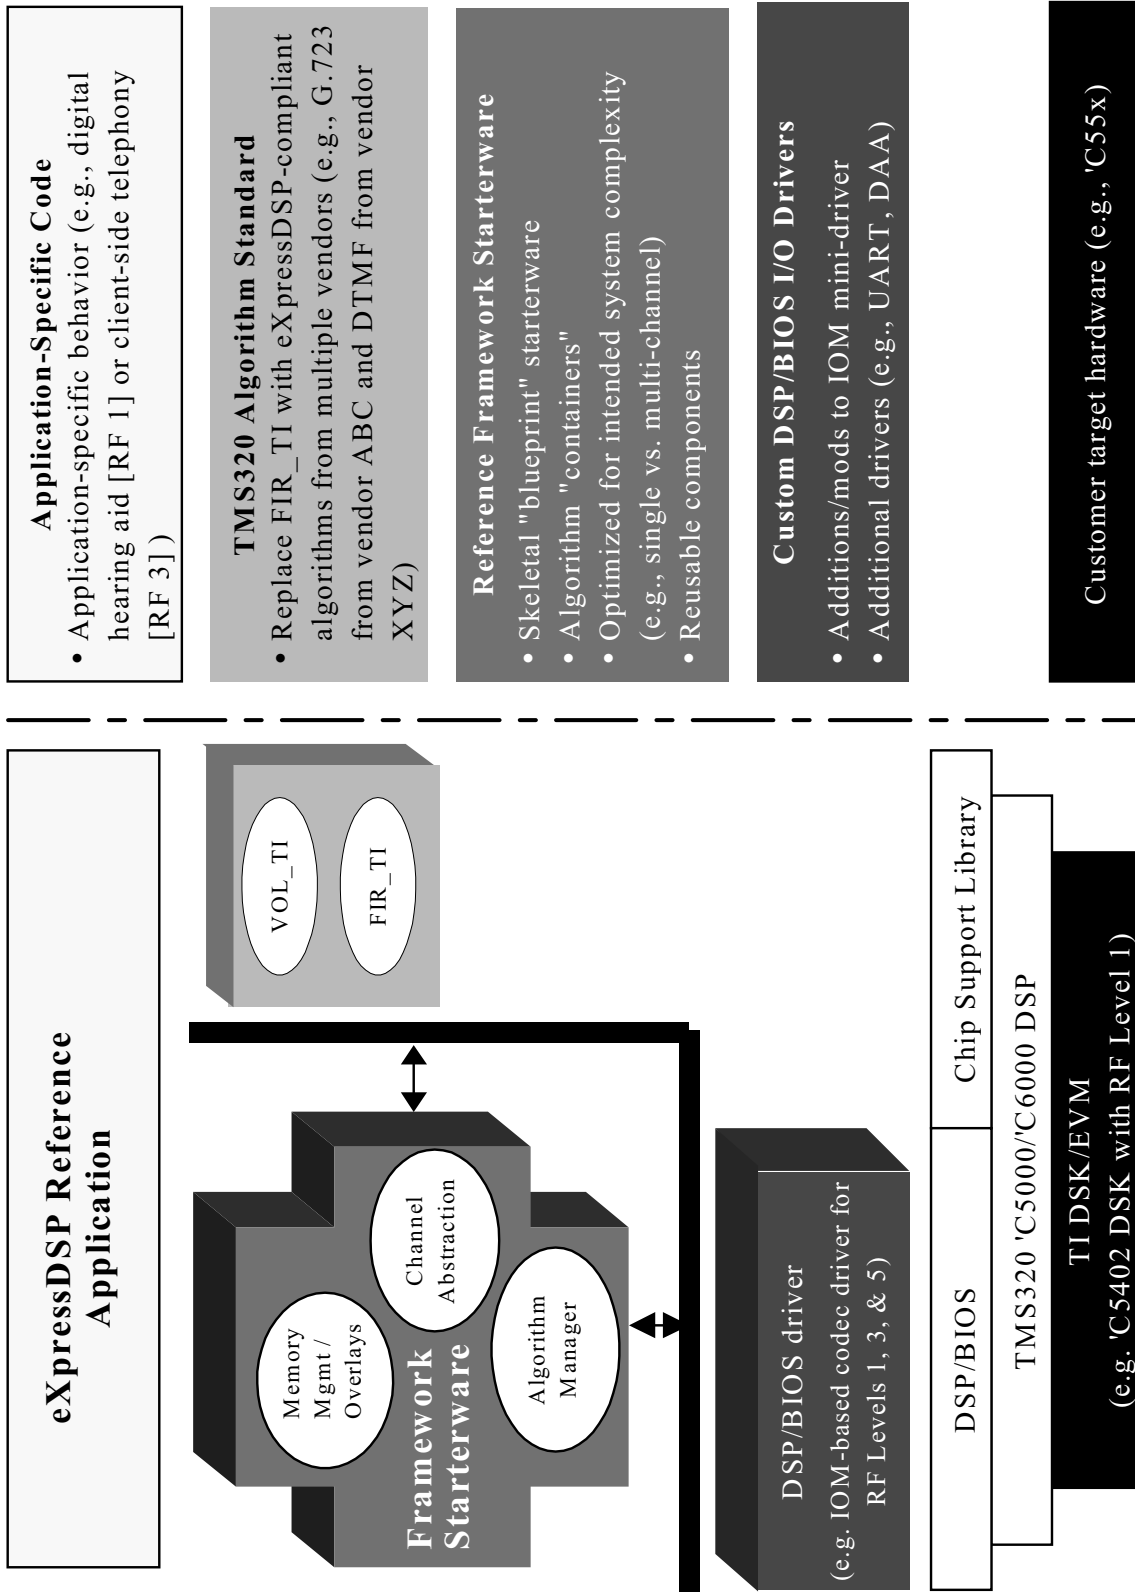 eXpressDSP Reference
Application
Memory
Mgmt /
Overlays
Channel
Abstraction
Framework
Starterware
Algorithm
Manager
VOL_TI
FIR_TI
DSP/BIOS driver
(e.g. IOM-based codec driver for
RF Levels 1, 3, & 5)
DSP/BIOS
Chip Support Library
TMS320 'C5000/'C6000 DSP
TI DSK/EVM
(e.g. 'C5402 DSK with RF Level 1)
Application-Specific Code
• Application-specific behavior (e.g., digital
hearing aid [RF 1] or client-side telephony
[RF 3] )
TMS320 Algorithm Standard
• Replace FIR_TI with eXpressDSP-compliant
algorithms from multiple vendors (e.g., G.723
from vendor ABC and DTMF from vendor
XYZ)
Reference Framework Starterware
• Skeletal "blueprint" starterware
• Algorithm "containers"
• Optimized for intended system complexity
(e.g., single vs. multi-channel)
• Reusable components
Custom DSP/BIOS I/O Drivers
• Additions/mods to IOM mini-driver
• Additional drivers (e.g., UART, DAA)
Customer target hardware (e.g., 'C55x)